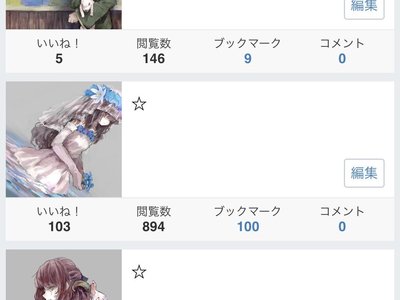 編集
いいね！ 閲覧数 ブックマーク コメント
5 146 9 0
☆
編集
いいね！ 閲覧数 ブックマーク コメント
103 894 100 0
☆